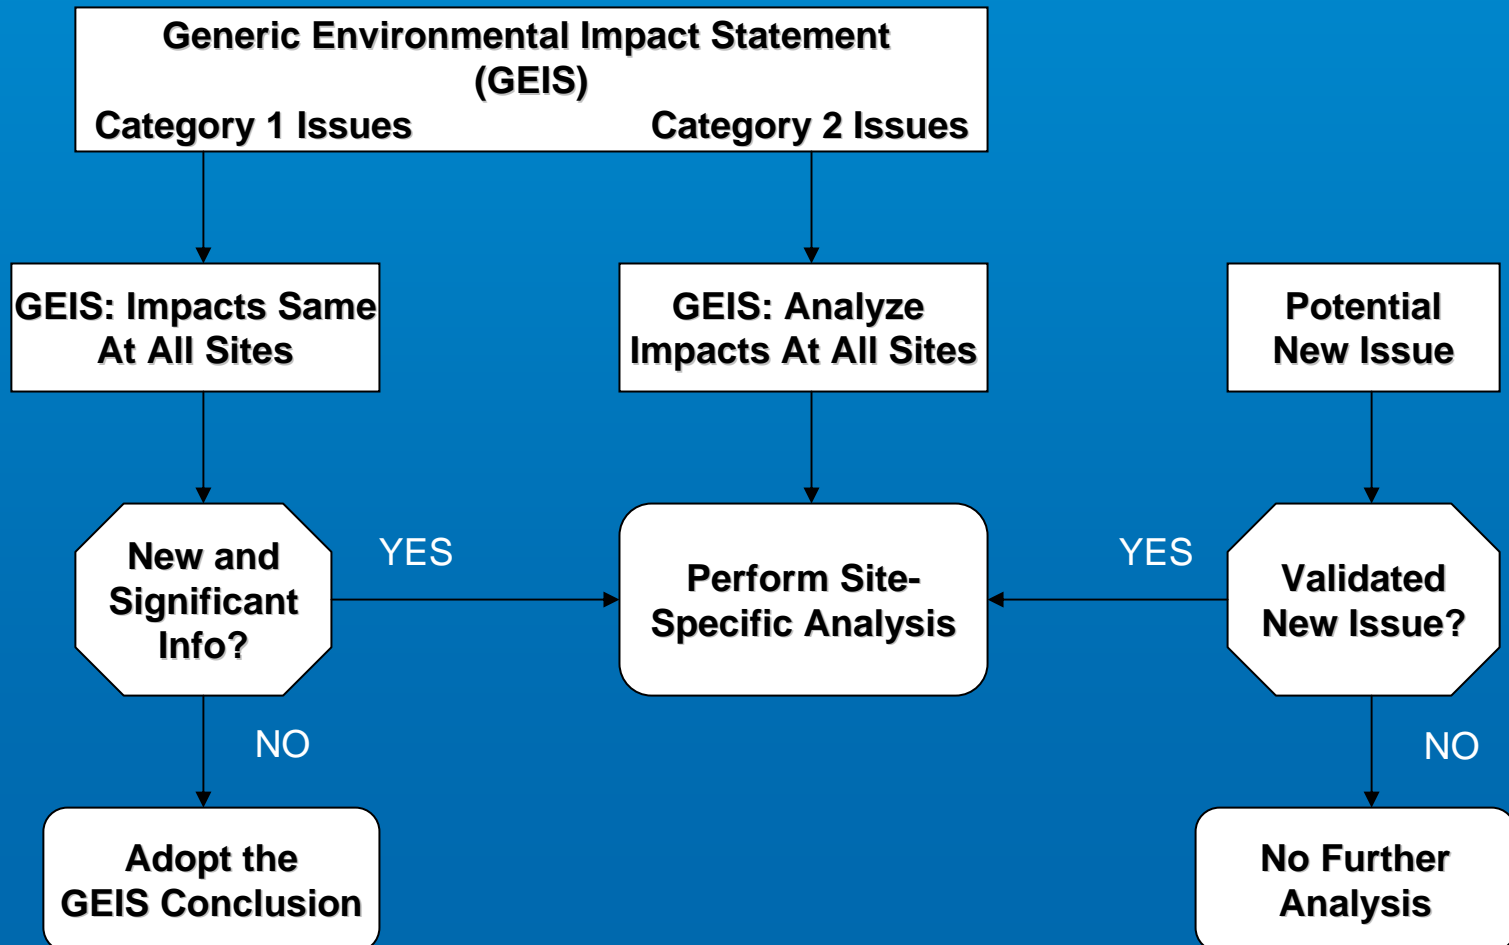 Generic Environmental Impact Statement
(GEIS)
Category 1 Issues
Category 2 Issues
GEIS: Impacts Same
At All Sites
GEIS: Analyze
Impacts At All Sites
Potential
New Issue
New and
Significant
Info?
YES
Perform Site-
Specific Analysis
YES
Validated
New Issue?
NO
NO
Adopt the
GEIS Conclusion
No Further
Analysis